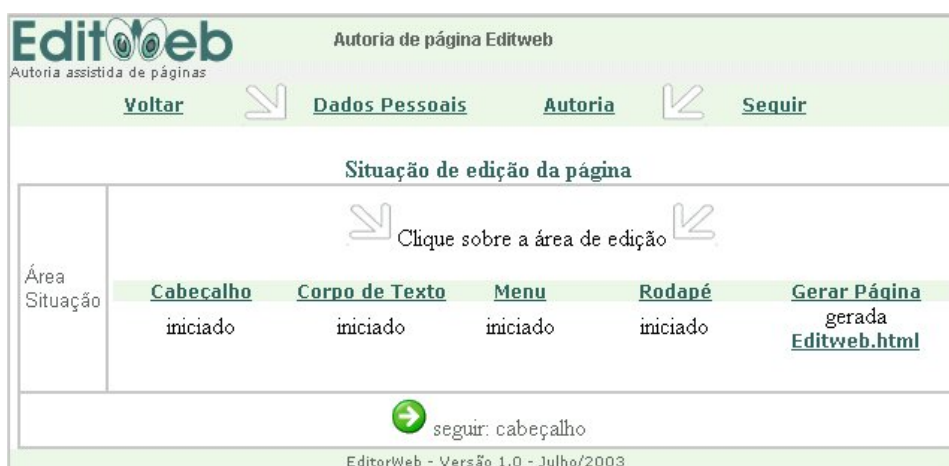 EditWeb
Autoria de página Editweb
Autoria assistida de páginas
Voltar Dados Pessoais Autoria Seguir
Situação de edição da página
Clique sobre a área de edição
Área
Situação
Cabeçalho Corpo de Texto Menu Rodapé Gerar Página
iniciado iniciado iniciado iniciado gerada
Editweb.html
seguir: cabeçalho
EditorWeb - Versão 1.0 - Julho/2003